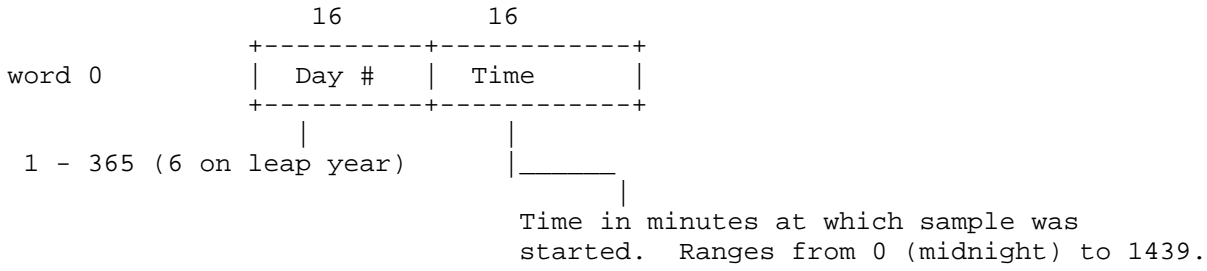 16 16
word 0 | Day # | Time |
1 - 365 (6 on leap year) |______
Time in minutes at which sample was
started. Ranges from 0 (midnight) to 1439.